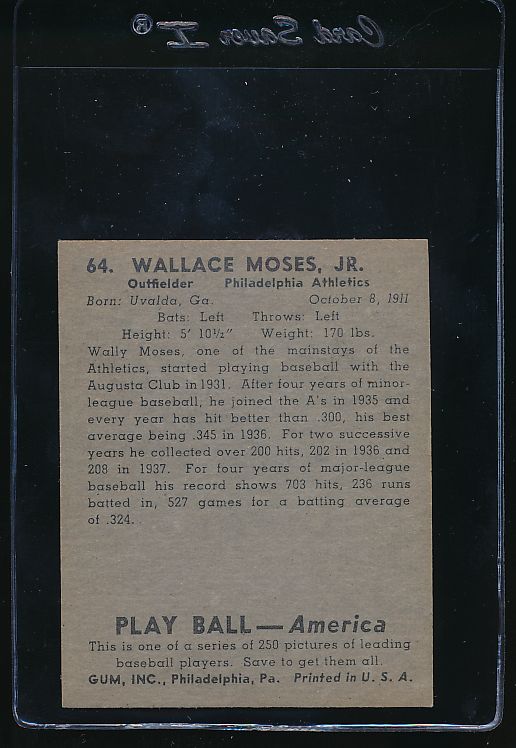 Card Saver I®
64. WALLACE MOSES, JR.
Outfielder Philadelphia Athletics
Born: Uvalda, Ga. October 8, 1911
Bats: Left Throws: Left
Height: 5' 10½" Weight: 170 lbs.
Wally Moses, one of the mainstays of the
Athletics, started playing baseball with the
Augusta Club in 1931. After four years of minor-
league baseball, he joined the A's in 1935 and
every year has hit better than .300, his best
average being .345 in 1936. For two successive
years he collected over 200 hits, 202 in 1936 and
208 in 1937. For four years of major-league
baseball his record shows 703 hits, 236 runs
batted in, 527 games for a batting average
of .324.
PLAY BALL — America
This is one of a series of 250 pictures of leading
baseball players. Save to get them all.
GUM, INC., Philadelphia, Pa. Printed in U. S. A.